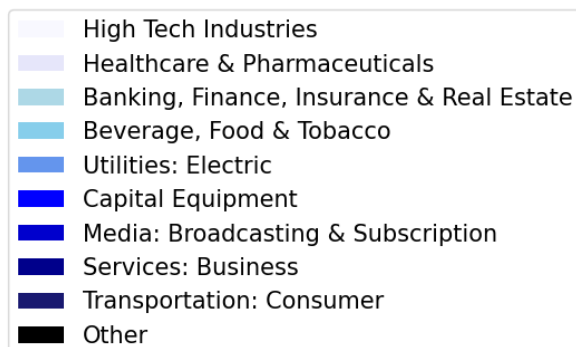 High Tech Industries
Healthcare & Pharmaceuticals
Banking, Finance, Insurance & Real Estate
Beverage, Food & Tobacco
Utilities: Electric
Capital Equipment
Media: Broadcasting & Subscription
Services: Business
Transportation: Consumer
Other